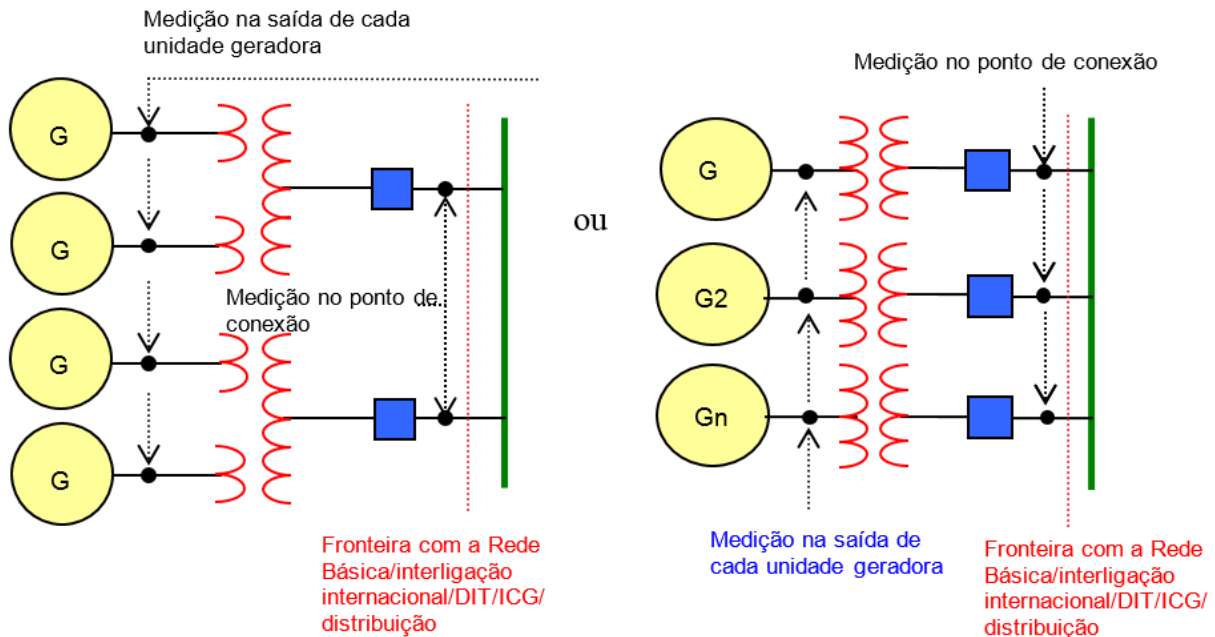 Medição na saída de cada
unidade geradora
G
G
Medição no ponto de
conexão
G
G
Fronteira com a Rede
Básica/interligação
internacional/DIT/ICG/
distribuição
ou
Medição no ponto de conexão
G
G2
Gn
Medição na saída de
cada unidade geradora
Fronteira com a Rede
Básica/interligação
internacional/DIT/ICG/
distribuição